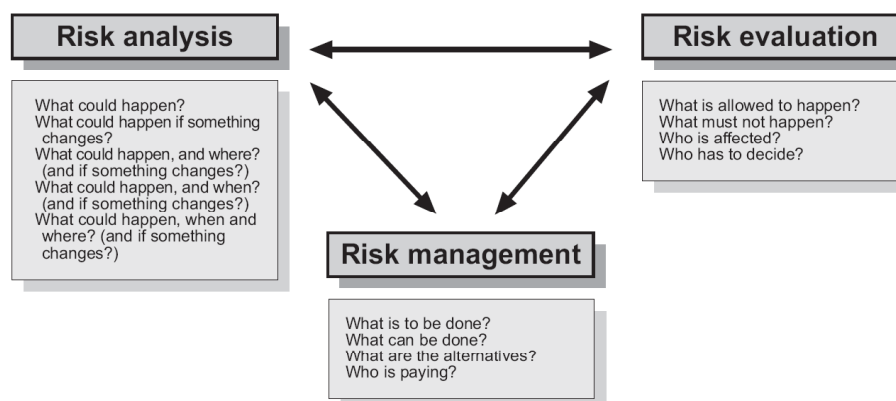 Risk analysis
What could happen?
What could happen if something
changes?
What could happen, and where?
(and if something changes?)
What could happen, and when?
(and if something changes?)
What could happen, when and
where? (and if something
changes?)
Risk evaluation
What is allowed to happen?
What must not happen?
Who is affected?
Who has to decide?
Risk management
What is to be done?
What can be done?
What are the alternatives?
Who is paying?